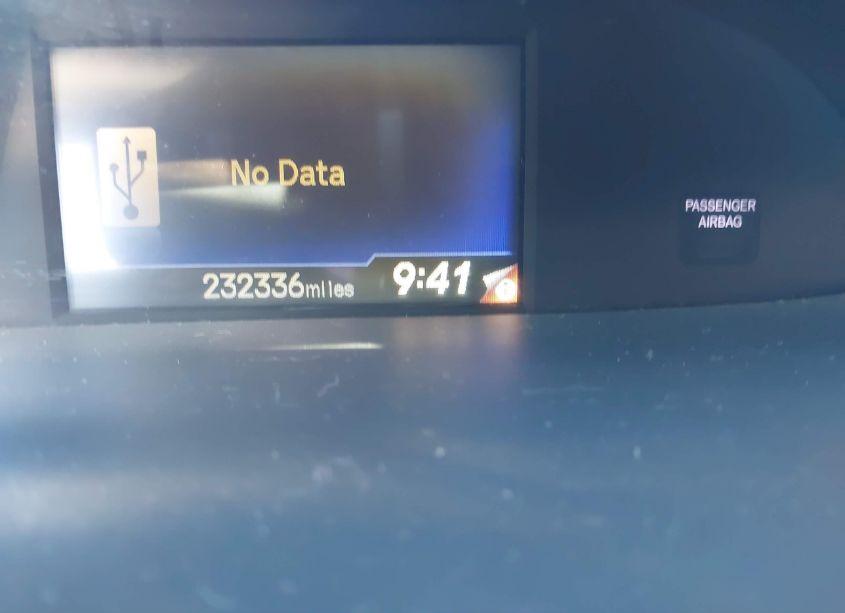 No Data
232336miles
9:41
PASSENGER
AIRBAG